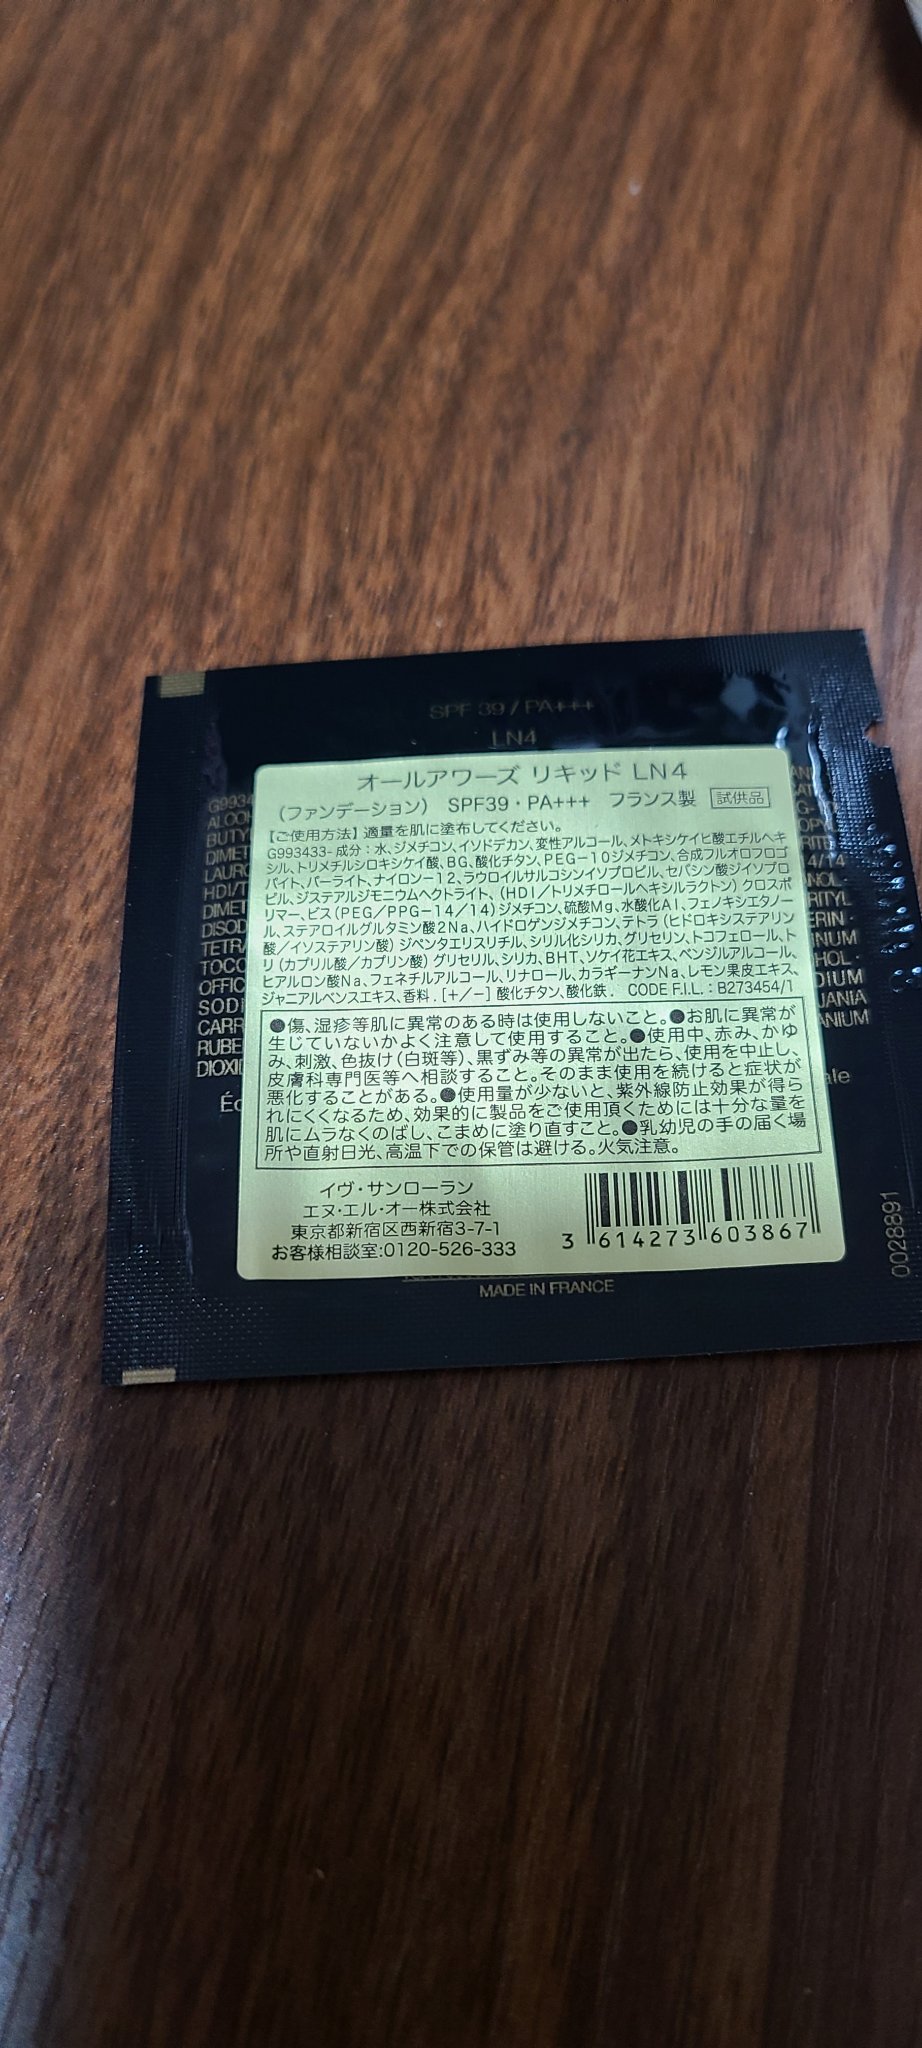 SPF 39 / PA+++
LN4
オールアワーズ リキッド LN4
(ファンデーション) SPF39・PA+++ フランス製 試供品
【ご使用方法】適量を肌に塗布してください。
G993433- 成分：水、ジメチコン、イソドデカン、変性アルコール、メトキシケイヒ酸エチルヘキ
シル、トリメチルシロキシケイ酸、BG、酸化チタン、PEG-10ジメチコン、合成フルオロフロゴ
パイト、パーライト、ナイロン-12、ラウロイルサルコシンイソプロピル、セバシン酸ジイソプロ
ピル、ジステアルジモニウムヘクトライト、(HDI/トリメチロールヘキシルラクトン) クロスポ
リマー、ビス(PEG/PPG-14/14)ジメチコン、硫酸Mg、水酸化Al、フェノキシエタノー
ル、ステアロイルグルタミン酸2Na、ハイドロゲンジメチコン、テトラ(ヒドロキシステアリン
酸/イソステアリン酸) ジペンタエリスリチル、シリル化シリカ、グリセリン、トコフェロール、ト
リ(カプリル酸/カプリン酸) グリセリル、シリカ、BHT、ソケイ花エキス、ベンジルアルコール、
ヒアルロン酸Na、フェネチルアルコール、リナロール、カラギーナンNa、レモン果皮エキス、
ジャニアルベンスエキス、香料. [+/-] 酸化チタン、酸化鉄. CODE F.I.L.：B273454/1
●傷、湿疹等肌に異常のある時は使用しないこと。●お肌に異常が
生じていないかよく注意して使用すること。●使用中、赤み、かゆ
み、刺激、色抜け(白斑等)、黒ずみ等の異常が出たら、使用を中止し、
皮膚科専門医等へ相談すること。そのまま使用を続けると症状が
悪化することがある。●使用量が少ないと、紫外線防止効果が得ら
れにくくなるため、効果的に製品をご使用頂くためには十分な量を
肌にムラなくのばし、こまめに塗り直すこと。●乳幼児の手の届く場
所や直射日光、高温下での保管は避ける。火気注意。
イヴ・サンローラン
エヌ・エル・オー株式会社
東京都新宿区西新宿3-7-1
お客様相談室:0120-526-333
3 614273 603867
MADE IN FRANCE
0028891